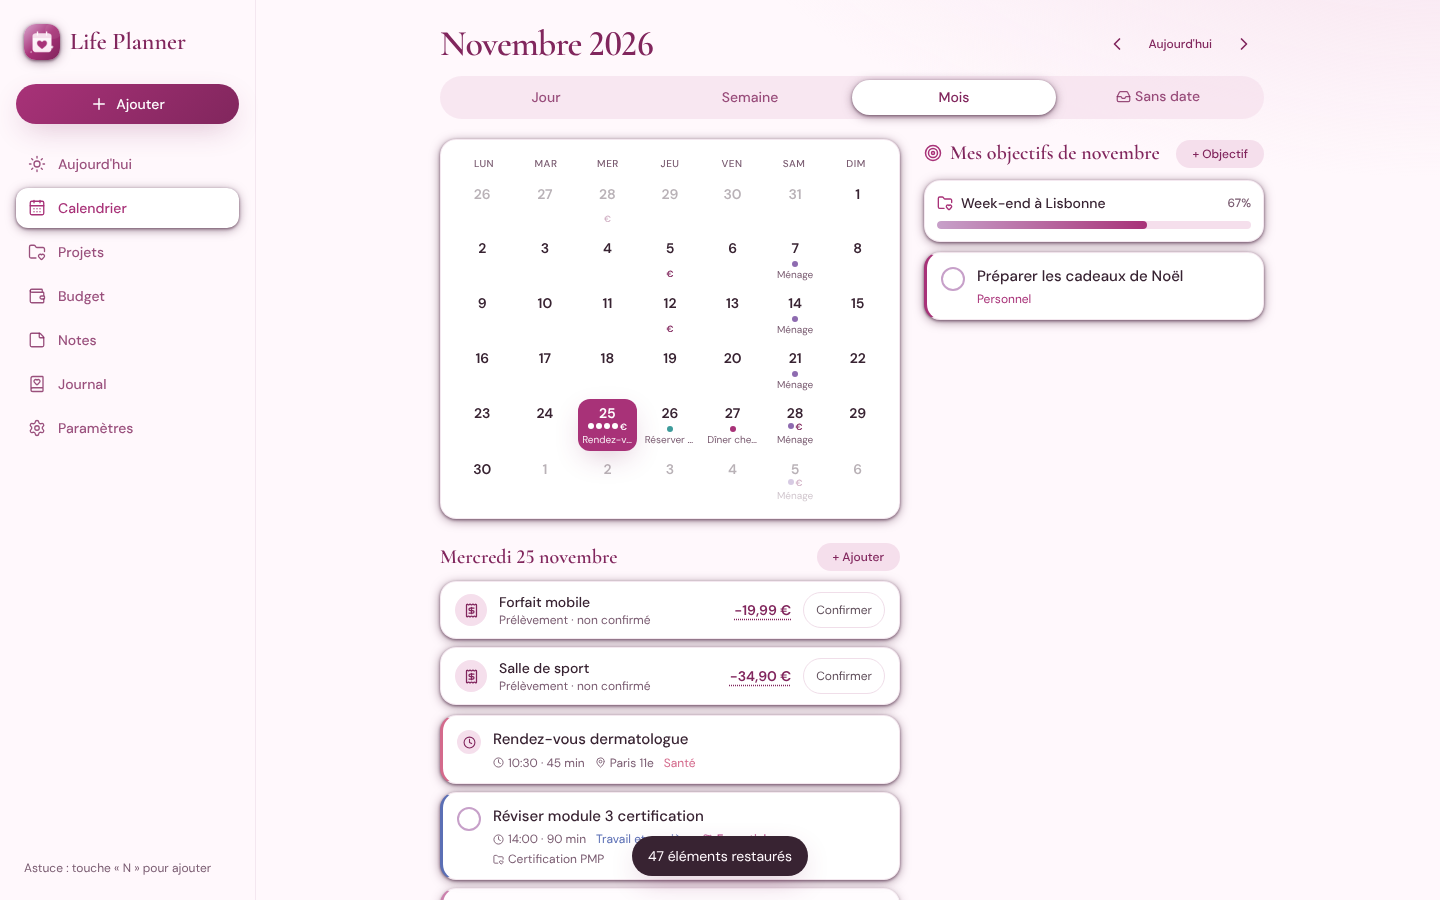 Life Planner
Ajouter
Aujourd'hui
Calendrier
Projets
Budget
Notes
Journal
Paramètres
Astuce : touche « N » pour ajouter
Novembre 2026
Aujourd'hui
Jour Semaine Mois Sans date
LUN MAR MER JEU VEN SAM DIM
26 27 28 29 30 31 1
€
2 3 4 5 6 7 8
€ Ménage
9 10 11 12 13 14 15
€ Ménage
16 17 18 19 20 21 22
Ménage
23 24 25 26 27 28 29
€ €
Rendez-v... Réserver ... Dîner che... Ménage
30 1 2 3 4 5 6
€
Ménage
Mes objectifs de novembre + Objectif
Week-end à Lisbonne 67%
Préparer les cadeaux de Noël
Personnel
Mercredi 25 novembre + Ajouter
Forfait mobile
Prélèvement · non confirmé
-19,99 € Confirmer
Salle de sport
Prélèvement · non confirmé
-34,90 € Confirmer
Rendez-vous dermatologue
10:30 · 45 min Paris 11e Santé
Réviser module 3 certification
14:00 · 90 min Travail
Certification PMP
47 éléments restaurés